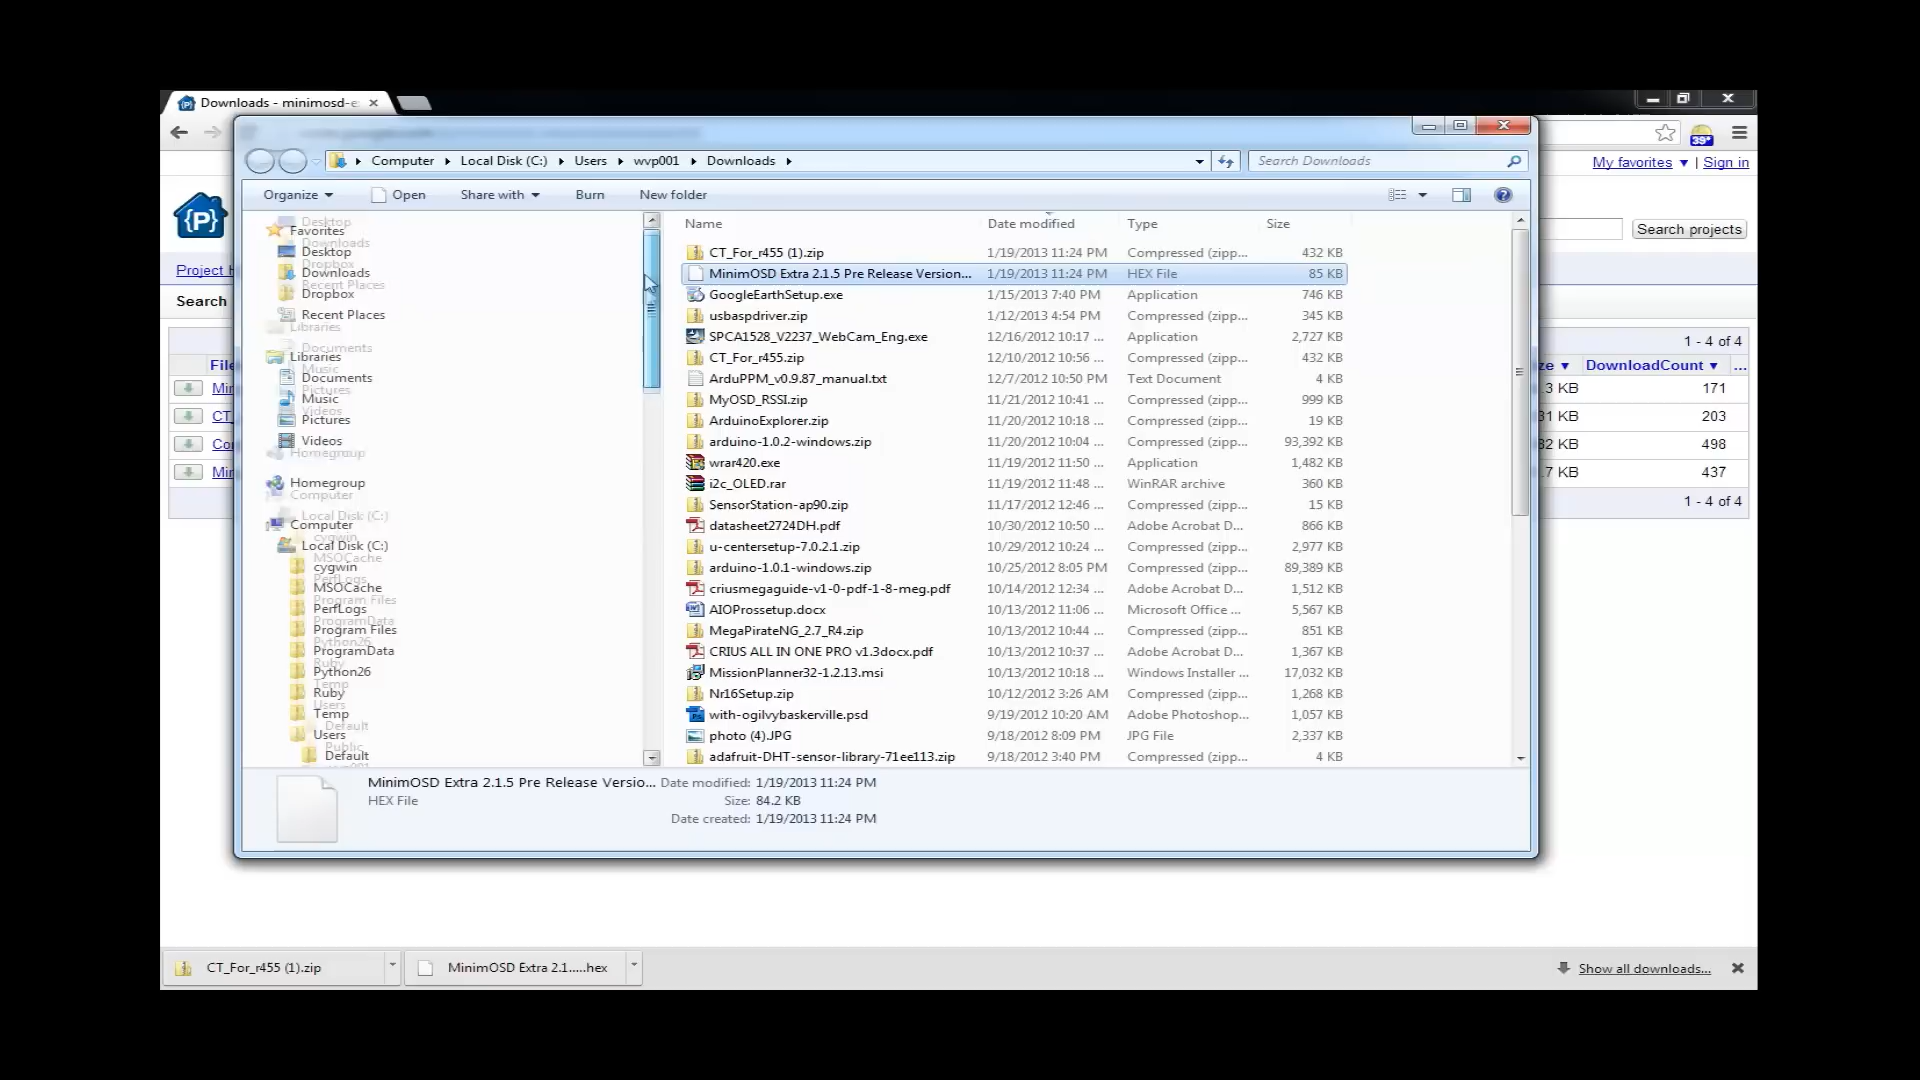 Downloads - minimosd-e
Computer Local Disk (C:) Users wvp001 Downloads
Search Downloads
My favorites | Sign in
Organize Open Share with Burn New folder
{P}
Search projects
Project H
Search
Name Date modified Type Size
Favorites
Desktop
Downloads
Dropbox
Recent Places
Libraries
Documents
Music
Pictures
Videos
Homegroup
Computer
Local Disk (C:)
cygwin
MSOCache
PerfLogs
Program Files
ProgramData
Python26
Ruby
Temp
Users
Default
CT_For_r455 (1).zip 1/19/2013 11:24 PM Compressed (zipp... 432 KB
MinimOSD Extra 2.1.5 Pre Release Version... 1/19/2013 11:24 PM HEX File 85 KB
GoogleEarthSetup.exe 1/15/2013 7:40 PM Application 746 KB
usbaspdriver.zip 1/12/2013 4:54 PM Compressed (zipp... 345 KB
SPCA1528_V2237_WebCam_Eng.exe 12/16/2012 10:17 ... Application 2,727 KB
CT_For_r455.zip 12/10/2012 10:56 ... Compressed (zipp... 432 KB
ArduPPM_v0.9.87_manual.txt 12/7/2012 10:50 PM Text Document 4 KB
MyOSD_RSSI.zip 11/21/2012 10:41 ... Compressed (zipp... 999 KB
ArduinoExplorer.zip 11/20/2012 10:18 ... Compressed (zipp... 19 KB
arduino-1.0.2-windows.zip 11/20/2012 10:04 ... Compressed (zipp... 93,392 KB
wrar420.exe 11/19/2012 11:50 ... Application 1,482 KB
i2c_OLED.rar 11/19/2012 11:48 ... WinRAR archive 360 KB
SensorStation-ap90.zip 11/17/2012 12:46 ... Compressed (zipp... 15 KB
datasheet2724DH.pdf 10/30/2012 10:50 ... Adobe Acrobat D... 866 KB
u-centersetup-7.0.2.1.zip 10/29/2012 10:24 ... Compressed (zipp... 2,977 KB
arduino-1.0.1-windows.zip 10/25/2012 8:05 PM Compressed (zipp... 89,389 KB
criusmegaguide-v1-0-pdf-1-8-meg.pdf 10/14/2012 12:34 ... Adobe Acrobat D... 1,512 KB
AIOProssetup.docx 10/13/2012 11:06 ... Microsoft Office ... 5,567 KB
MegaPirateNG_2.7_R4.zip 10/13/2012 10:44 ... Compressed (zipp... 851 KB
CRIUS ALL IN ONE PRO v1.3docx.pdf 10/13/2012 10:37 ... Adobe Acrobat D... 1,367 KB
MissionPlanner32-1.2.13.msi 10/13/2012 10:18 ... Windows Installer ... 17,032 KB
Nr16Setup.zip 10/12/2012 3:26 AM Compressed (zipp... 1,268 KB
with-ogilvybaskerville.psd 9/19/2012 10:20 AM Adobe Photoshop... 1,057 KB
photo (4).JPG 9/18/2012 8:09 PM JPG File 2,337 KB
adafruit-DHT-sensor-library-71ee113.zip 9/18/2012 3:40 PM Compressed (zipp... 4 KB
1 - 4 of 4
DownloadCount ...
3 KB 171
31 KB 203
32 KB 498
.7 KB 437
1 - 4 of 4
MinimOSD Extra 2.1.5 Pre Release Versio... Date modified: 1/19/2013 11:24 PM
HEX File Size: 84.2 KB
Date created: 1/19/2013 11:24 PM
CT_For_r455 (1).zip MinimOSD Extra 2.1.....hex Show all downloads...